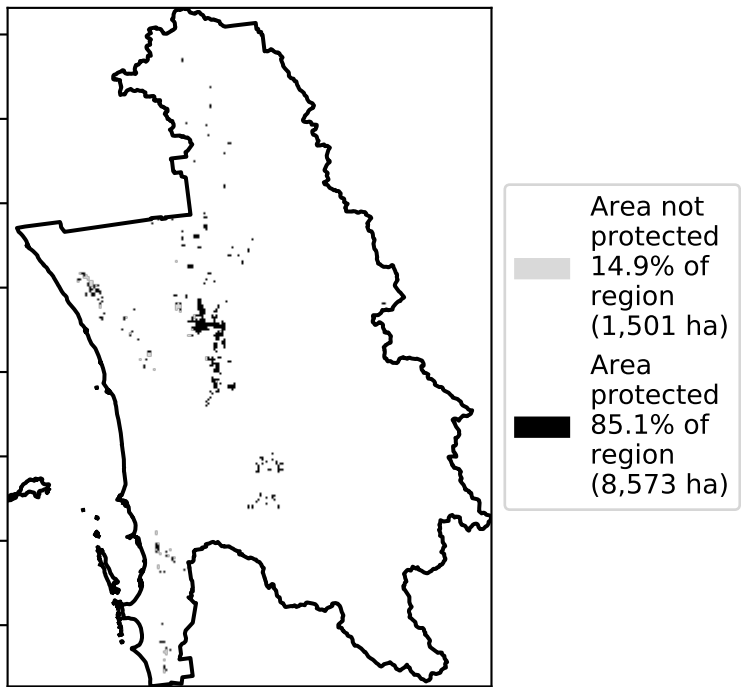 Area not
protected
14.9% of
region
(1,501 ha)
Area
protected
85.1% of
region
(8,573 ha)